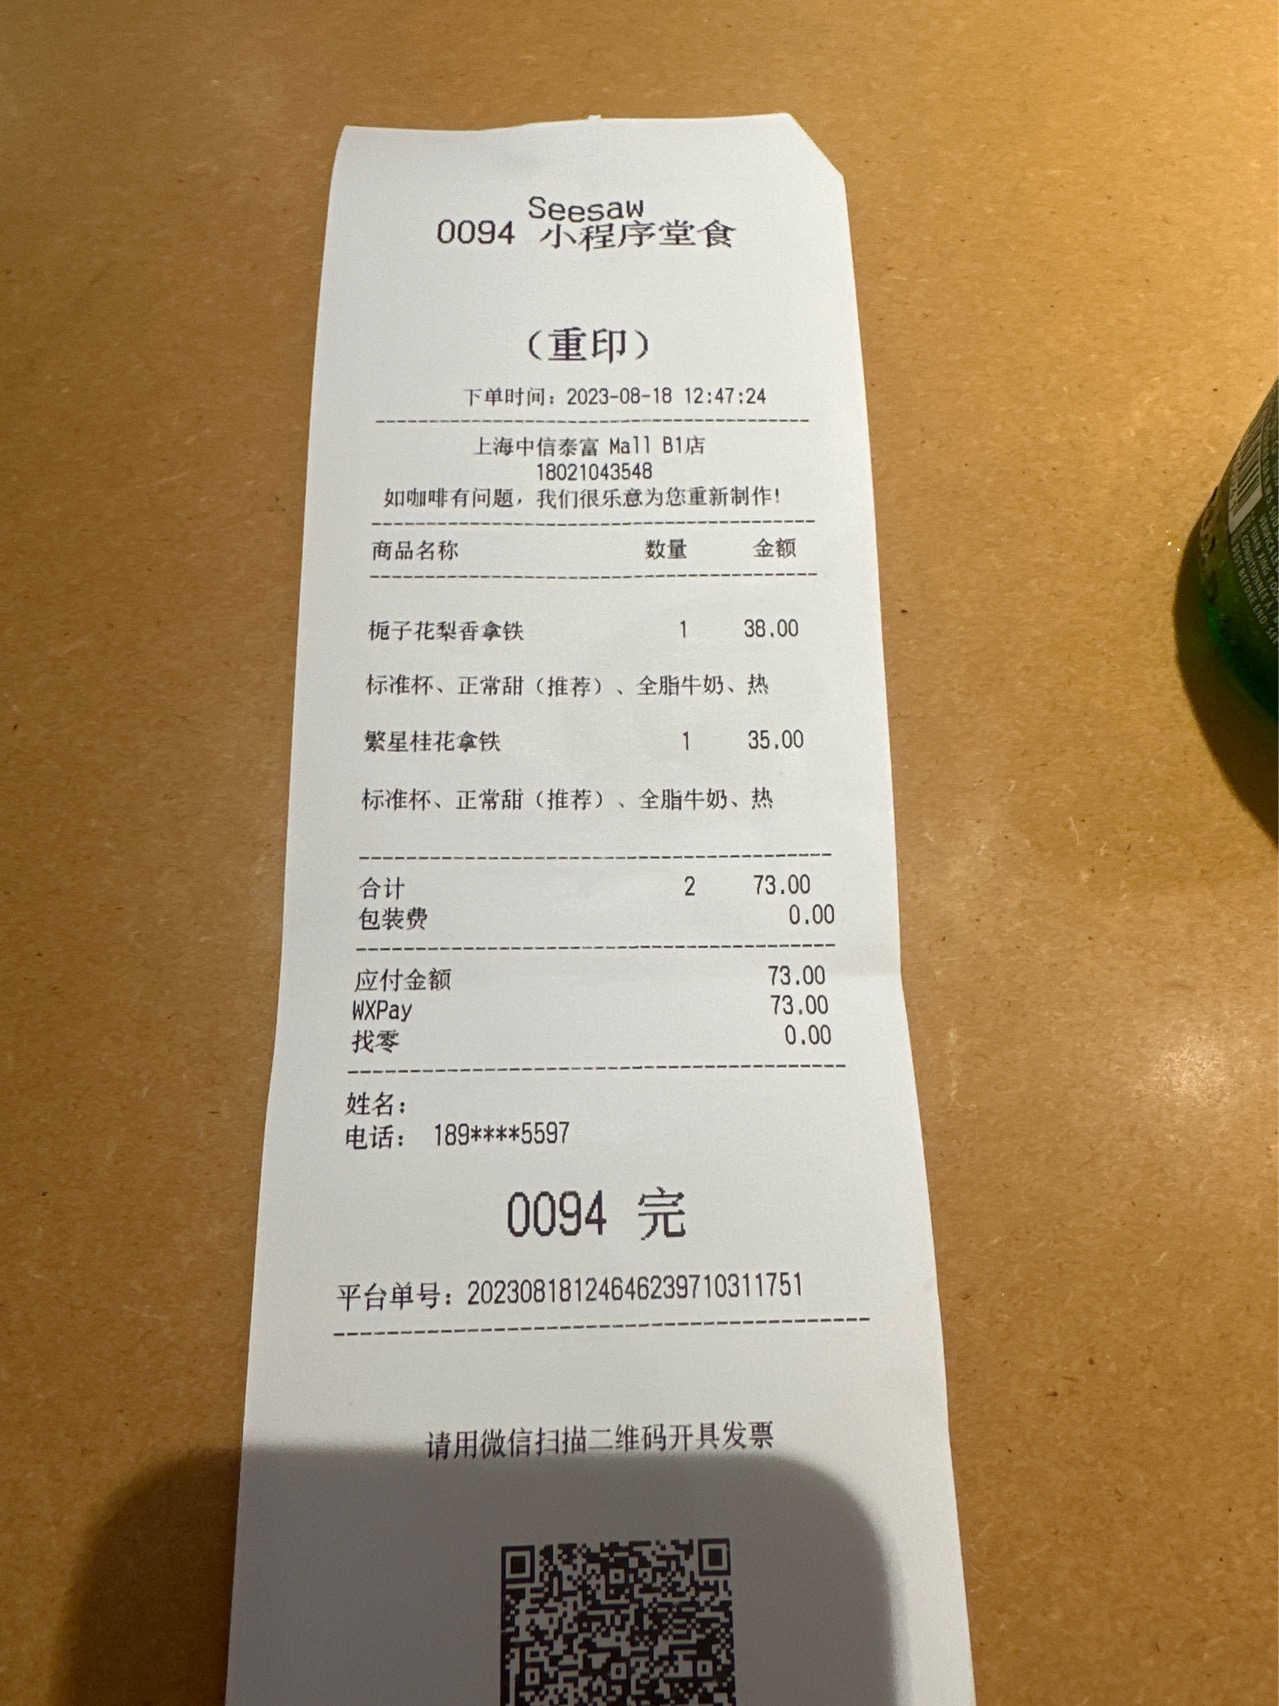 Seesaw
0094 小程序堂食
（重印）
下单时间：2023-08-18 12:47:24
上海中信泰富 Mall B1店
18021043548
如咖啡有问题，我们很乐意为您重新制作！
商品名称 数量 金额
栀子花梨香拿铁 1 38.00
标准杯、正常甜（推荐）、全脂牛奶、热
繁星桂花拿铁 1 35.00
标准杯、正常甜（推荐）、全脂牛奶、热
合计 2 73.00
包装费 0.00
应付金额 73.00
WXPay 73.00
找零 0.00
姓名：
电话： 189****5597
0094 完
平台单号：20230818124646239710311751
请用微信扫描二维码开具发票